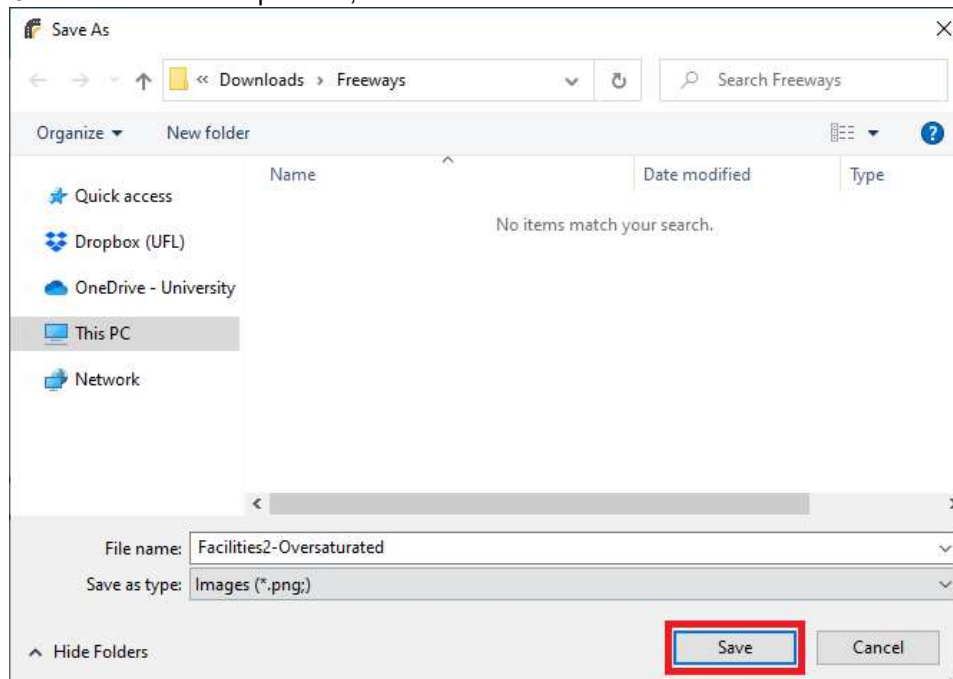 Save As
« Downloads › Freeways
Search Freeways
Organize
New folder
Name
Date modified
Type
Quick access
No items match your search.
Dropbox (UFL)
OneDrive - University
This PC
Network
File name: Facilities2-Oversaturated
Save as type: Images (*.png;)
Hide Folders
Save
Cancel